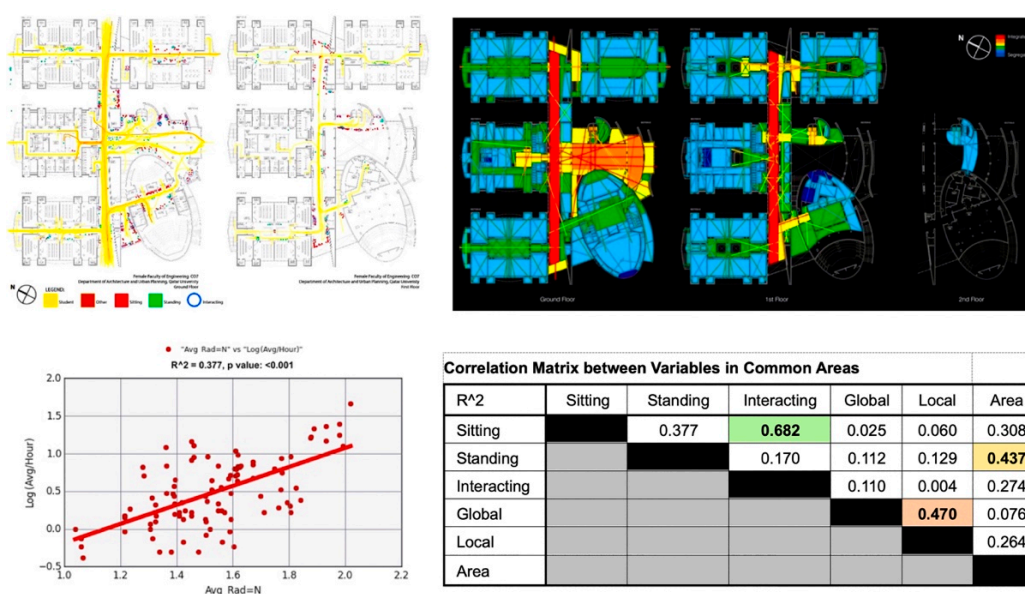 Female Faculty of Engineering: C07
Department of Architecture and Urban Planning, Qatar University
Ground Floor
Female Faculty of Engineering: C07
Department of Architecture and Urban Planning, Qatar University
First Floor
N
LEGEND:
Student
Other
Sitting
Standing
Interacting
N
Ground Floor
1st Floor
2nd Floor
"Avg Rad=N" vs "Log(Avg/Hour)"
R^2 = 0.377, p value: <0.001
Log (Avg/Hour)
2.0
1.5
1.0
0.5
0.0
−0.5
1.0 1.2 1.4 1.6 1.8 2.0 2.2
Avg_Rad=N
Correlation Matrix between Variables in Common Areas
R^2 Sitting Standing Interacting Global Local Area
Sitting 0.377 0.682 0.025 0.060 0.308
Standing 0.170 0.112 0.129 0.437
Interacting 0.110 0.004 0.274
Global 0.470 0.076
Local 0.264
Area